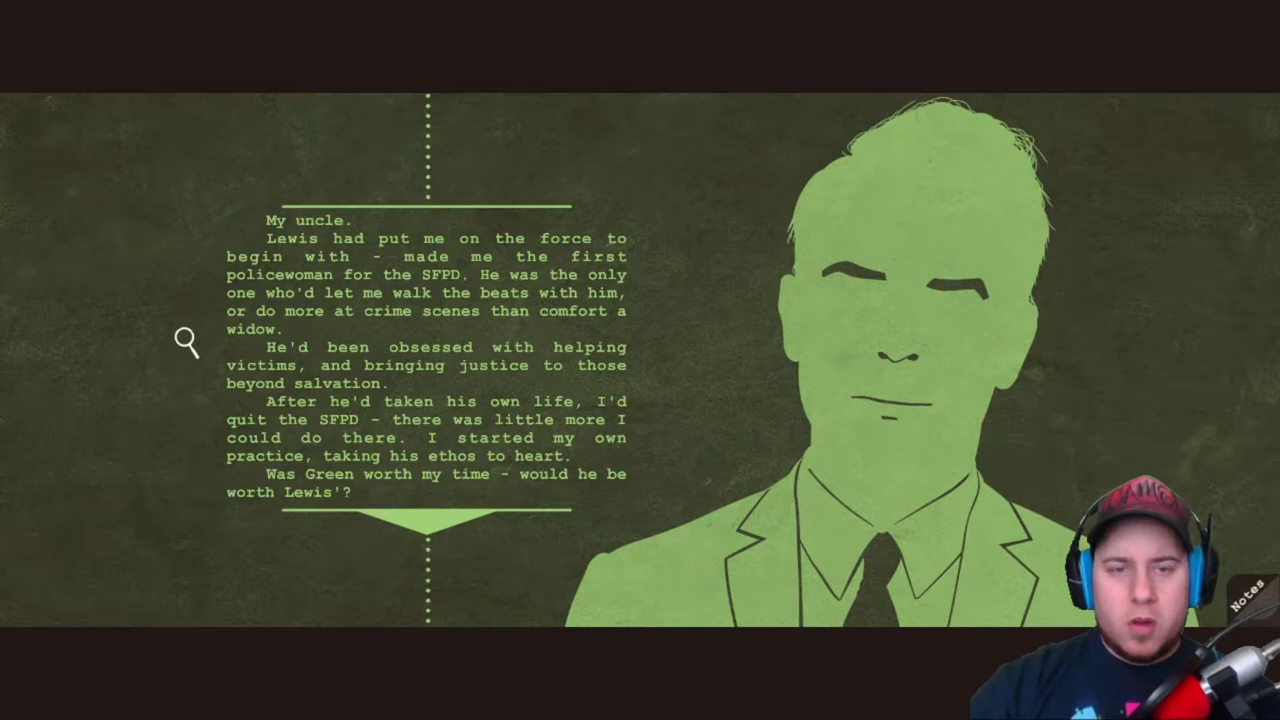 My uncle.
Lewis had put me on the force to
begin with - made me the first
policewoman for the SFPD. He was the only
one who'd let me walk the beats with him,
or do more at crime scenes than comfort a
widow.
He'd been obsessed with helping
victims, and bringing justice to those
beyond salvation.
After he'd taken his own life, I'd
quit the SFPD - there was little more I
could do there. I started my own
practice, taking his ethos to heart.
Was Green worth my time - would he be
worth Lewis'?
Notes